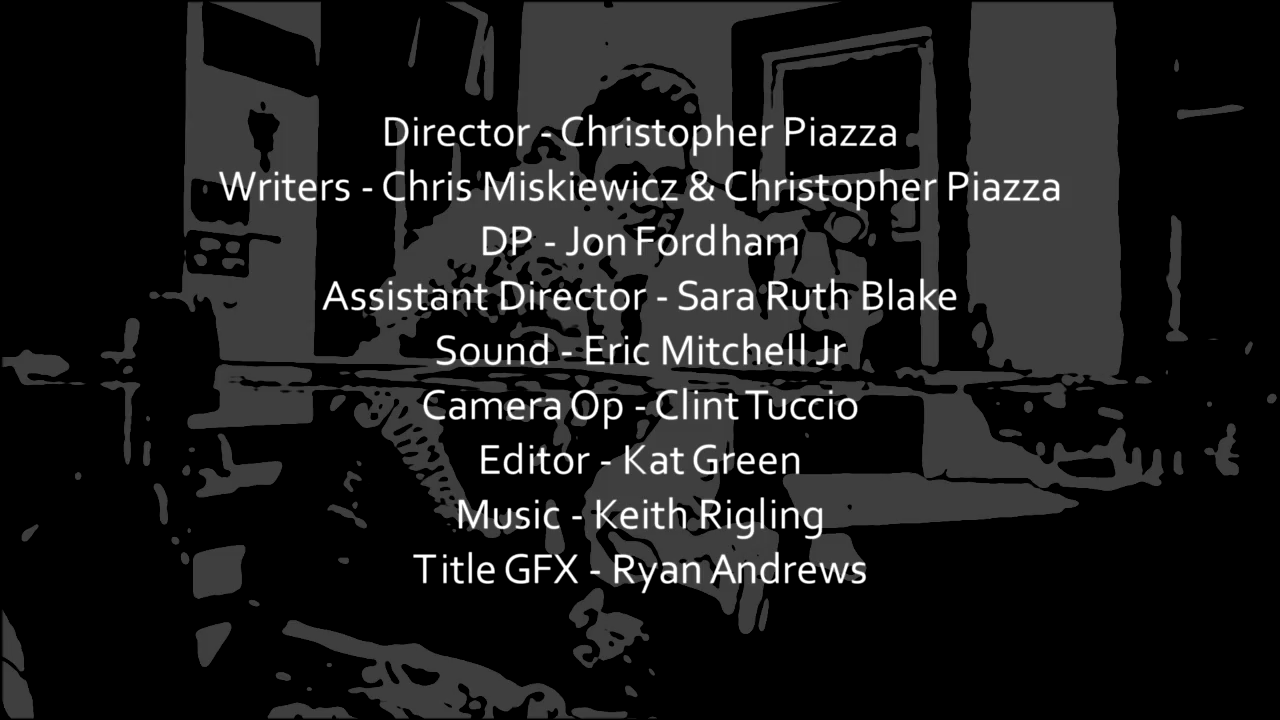 Director - Christopher Piazza
Writers - Chris Miskiewicz & Christopher Piazza
DP - Jon Fordham
Assistant Director - Sara Ruth Blake
Sound - Eric Mitchell Jr
Camera Op - Clint Tuccio
Editor - Kat Green
Music - Keith Rigling
Title GFX - Ryan Andrews